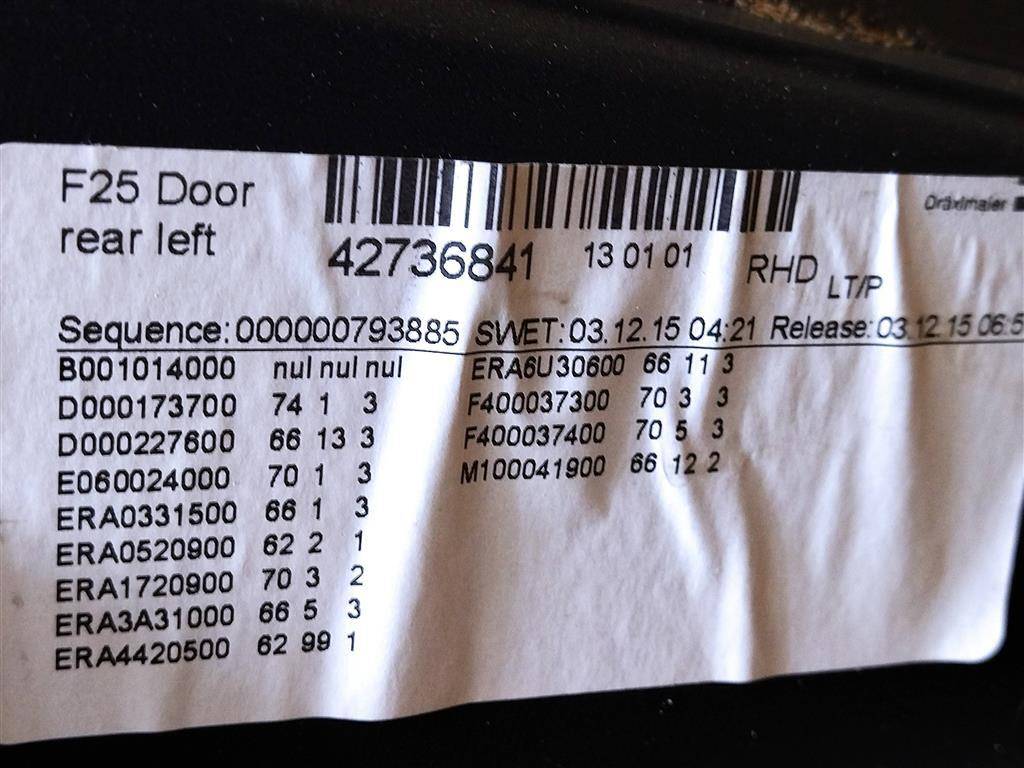 F25 Door
rear left
42736841
13 01 01
RHD LT/P
Dräxlmaier
Sequence:000000793885 SWET:03.12.15 04:21 Release:03.12.15 06:5
B001014000 nul nul nul
D000173700 74 1 3
D000227600 66 13 3
E060024000 70 1 3
ERA0331500 66 1 3
ERA0520900 62 2 1
ERA1720900 70 3 2
ERA3A31000 66 5 3
ERA4420500 62 99 1
ERA6U30600 66 11 3
F400037300 70 3 3
F400037400 70 5 3
M100041900 66 12 2